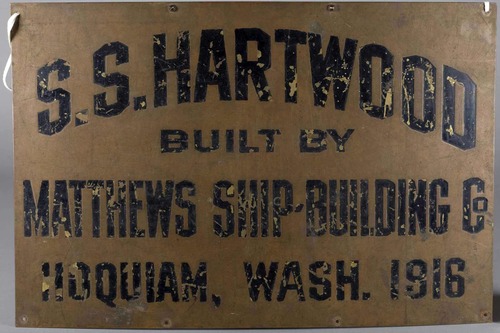 S.S. HARTWOOD
BUILT BY
MATTHEWS SHIP-BUILDING Co
HOQUIAM, WASH. 1916